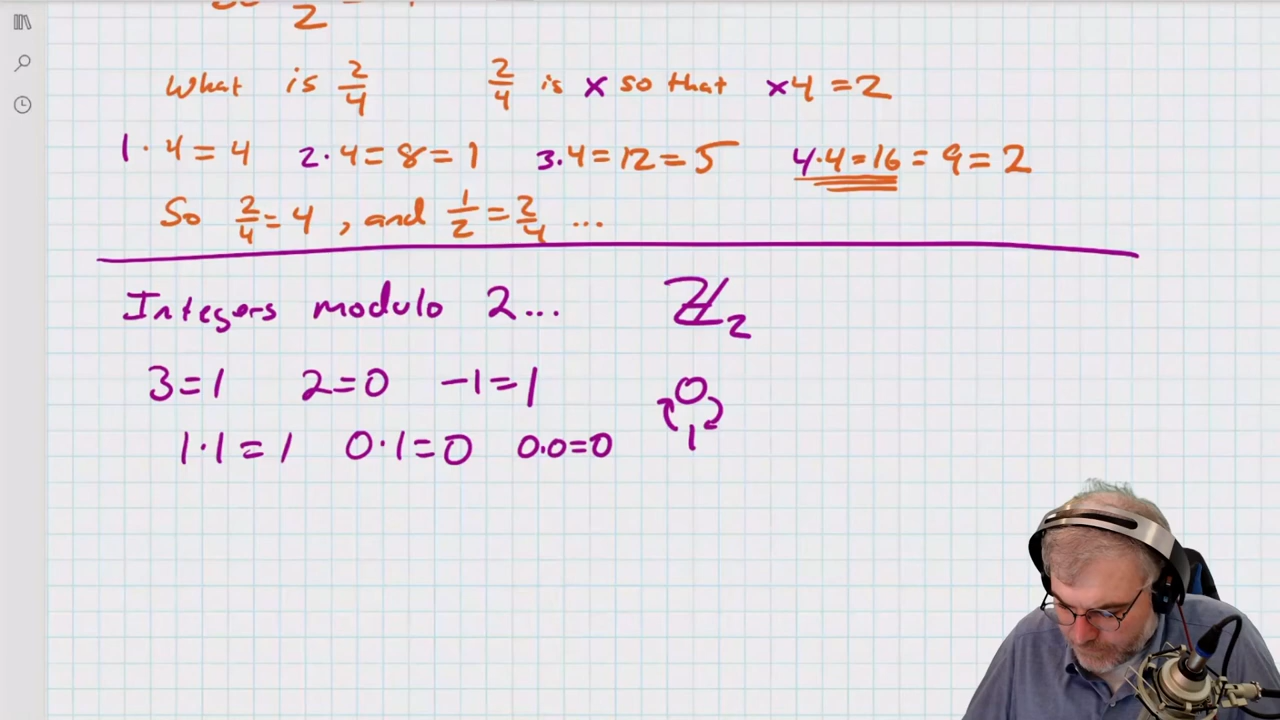 2
What is 2/4 2/4 is x so that x4=2
1·4=4 2·4=8=1 3·4=12=5 4·4=16=9=2
So 2/4=4, and 1/2=2/4 ...
Integers modulo 2... ℤ₂
3=1 2=0 -1=1 0
1·1=1 0·1=0 0·0=0 1